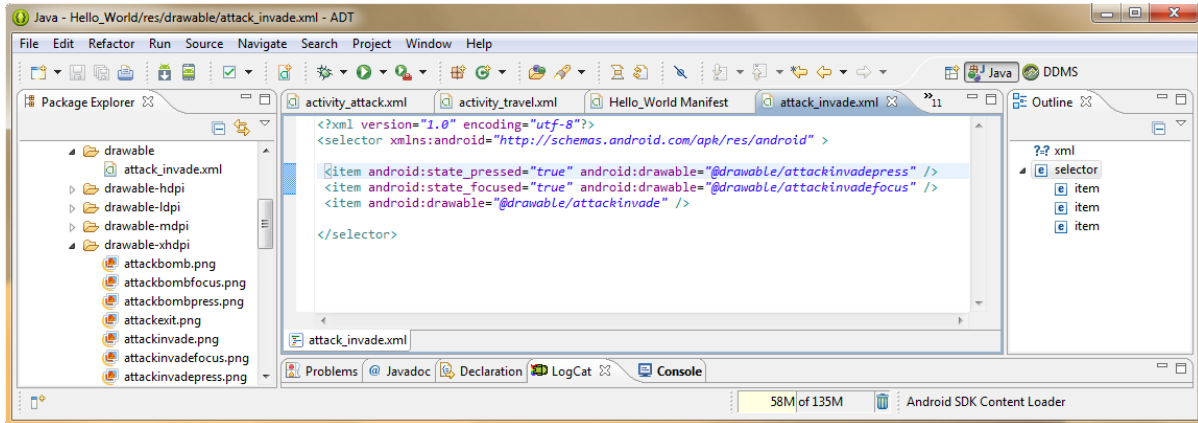 Java - Hello_World/res/drawable/attack_invade.xml - ADT
File Edit Refactor Run Source Navigate Search Project Window Help
Java DDMS
Package Explorer
activity_attack.xml activity_travel.xml Hello_World Manifest attack_invade.xml »11
Outline
drawable
attack_invade.xml
drawable-hdpi
drawable-ldpi
drawable-mdpi
drawable-xhdpi
attackbomb.png
attackbombfocus.png
attackbombpress.png
attackexit.png
attackinvade.png
attackinvadefocus.png
attackinvadepress.png
<?xml version="1.0" encoding="utf-8"?>
<selector xmlns:android="http://schemas.android.com/apk/res/android" >
<item android:state_pressed="true" android:drawable="@drawable/attackinvadepress" />
<item android:state_focused="true" android:drawable="@drawable/attackinvadefocus" />
<item android:drawable="@drawable/attackinvade" />
</selector>
attack_invade.xml
?=? xml
e selector
e item
e item
e item
Problems @ Javadoc Declaration LogCat Console
58M of 135M Android SDK Content Loader